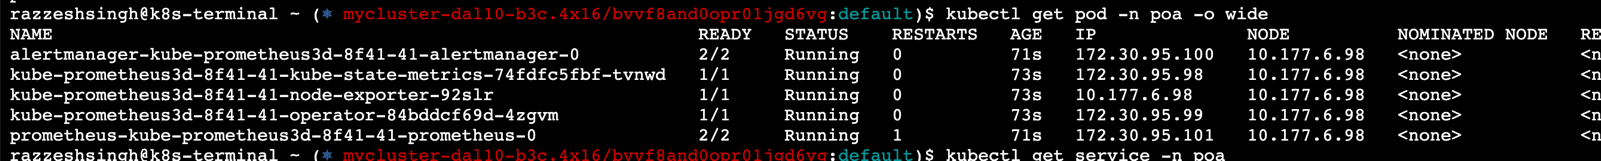 razzeshsingh@k8s-terminal ~ (⎈ mycluster-dal10-b3c.4x16/bvvf8and0opr01jgd6vg:default)$ kubectl get pod -n poa -o wide
NAME READY STATUS RESTARTS AGE IP NODE NOMINATED NODE RE
alertmanager-kube-prometheus3d-8f41-41-alertmanager-0 2/2 Running 0 71s 172.30.95.100 10.177.6.98 <none> <n
kube-prometheus3d-8f41-41-kube-state-metrics-74fdfc5fbf-tvnwd 1/1 Running 0 73s 172.30.95.98 10.177.6.98 <none> <n
kube-prometheus3d-8f41-41-node-exporter-92slr 1/1 Running 0 73s 10.177.6.98 10.177.6.98 <none> <n
kube-prometheus3d-8f41-41-operator-84bddcf69d-4zgvm 1/1 Running 0 73s 172.30.95.99 10.177.6.98 <none> <n
prometheus-kube-prometheus3d-8f41-41-prometheus-0 2/2 Running 1 71s 172.30.95.101 10.177.6.98 <none> <n
razzeshsingh@k8s-terminal ~ (⎈ mycluster-dal10-b3c.4x16/bvvf8and0opr01jgd6vg:default)$ kubectl get service -n poa